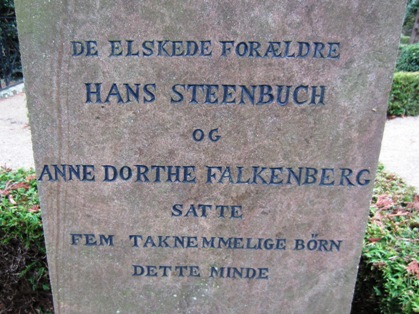 DE ELSKEDE FORÆLDRE
HANS STEENBUCH
OG
ANNE DORTHE FALKENBERG
SATTE
FEM TAKNEMMELIGE BÖRN
DETTE MINDE